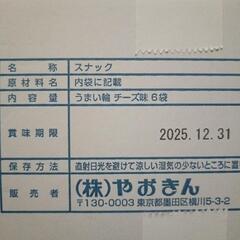 名称 スナック
原材料名 内袋に記載
内容量 うまい輪 チーズ味 6袋
賞味期限 2025.12.31
保存方法 直射日光を避けて涼しい湿気の少ないところに
販売者 (株)やおきん
〒130-0003 東京都墨田区横川5-3-2